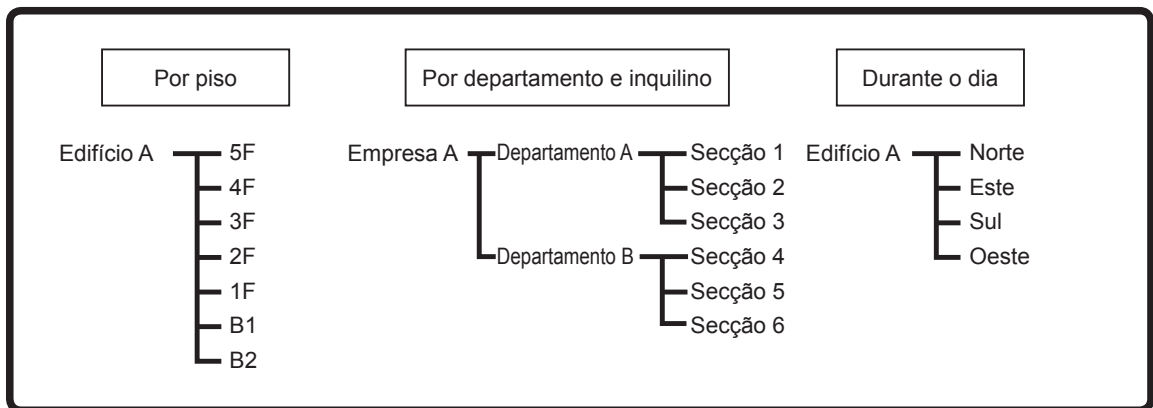 Por piso
Edifício A
5F
4F
3F
2F
1F
B1
B2
Por departamento e inquilino
Empresa A
Departamento A
Secção 1
Secção 2
Secção 3
Departamento B
Secção 4
Secção 5
Secção 6
Durante o dia
Edifício A
Norte
Este
Sul
Oeste